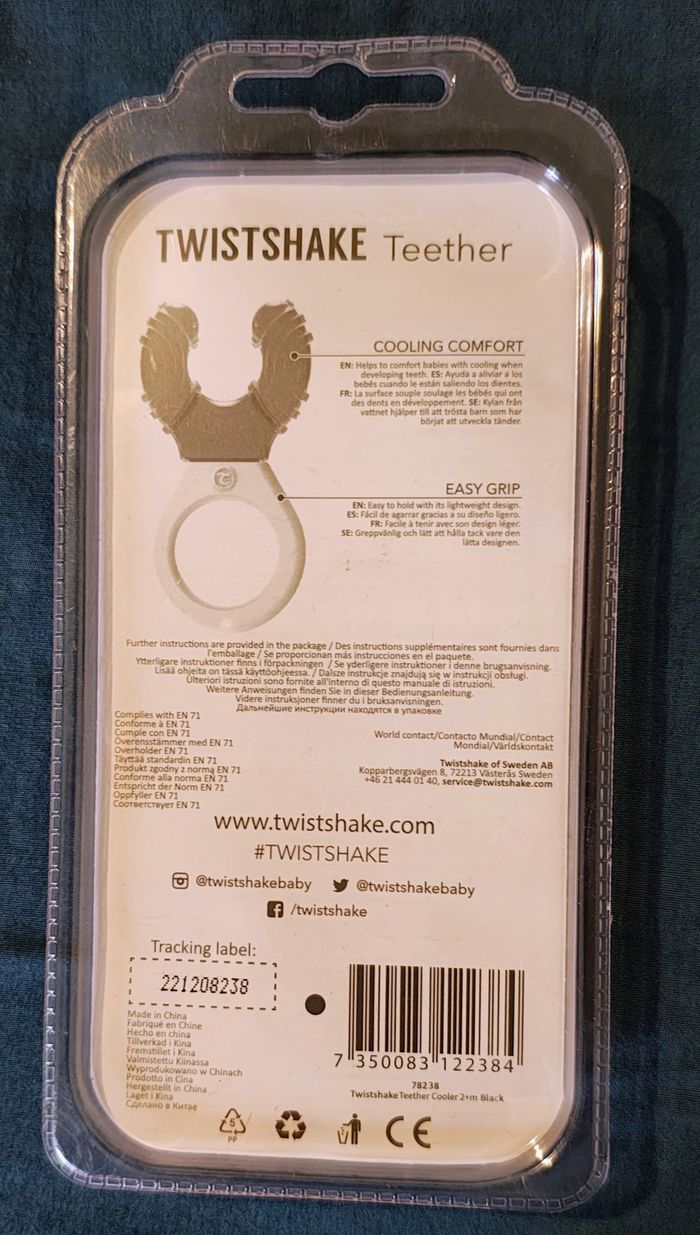 TWISTSHAKE Teether
COOLING COMFORT
EN: Helps to comfort babies with cooling when
developing teeth. ES: Ayuda a aliviar a los
bebés cuando le están saliendo los dientes.
FR: La surface souple soulage les bébés qui ont
des dents en développement. SE: Kylan från
vattnet hjälper till att trösta barn som har
börjat att utveckla tänder.
EASY GRIP
EN: Easy to hold with its lightweight design.
ES: Fácil de agarrar gracias a su diseño ligero.
FR: Facile à tenir avec son design léger.
SE: Greppvänlig och lätt att hålla tack vare den
lätta designen.
Further instructions are provided in the package / Des instructions supplémentaires sont fournies dans
l'emballage / Se proporcionan más instrucciones en el paquete.
Ytterligare instruktioner finns i förpackningen / Se yderligere instruktioner i denne brugsanvisning.
Lisää ohjeita on tässä käyttöohjeessa. / Dalsze instrukcje znajdują się w instrukcji obsługi.
Ulteriori istruzioni sono fornite all'interno di questo manuale di istruzioni.
Weitere Anweisungen finden Sie in dieser Bedienungsanleitung.
Videre instruksjoner finner du i bruksanvisningen.
Дальнейшие инструкции находятся в упаковке
Complies with EN 71
Conforme à EN 71
Cumple con EN 71
Överensstämmer med EN 71
Overholder EN 71
Täyttää standardin EN 71
Produkt zgodny z normą EN 71
Conforme alla norma EN 71
Entspricht der Norm EN 71
Oppfyller EN 71
Соответствует EN 71
World contact/Contacto Mundial/Contact
Mondial/Världskontakt
Twistshake of Sweden AB
Kopparbergsvägen 8, 72213 Västerås Sweden
+46 21 444 01 40, service@twistshake.com
www.twistshake.com
#TWISTSHAKE
@twistshakebaby @twistshakebaby
/twistshake
Tracking label:
221208238
Made in China
Fabriqué en Chine
Hecho en china
Tillverkad i Kina
Fremstillet i Kina
Valmistettu Kiinassa
Wyprodukowano w Chinach
Prodotto in Cina
Hergestellt in China
Laget i Kina
Сделано в Китае
7 350083 122384
78238
Twistshake Teether Cooler 2+m Black
5
PP
CE